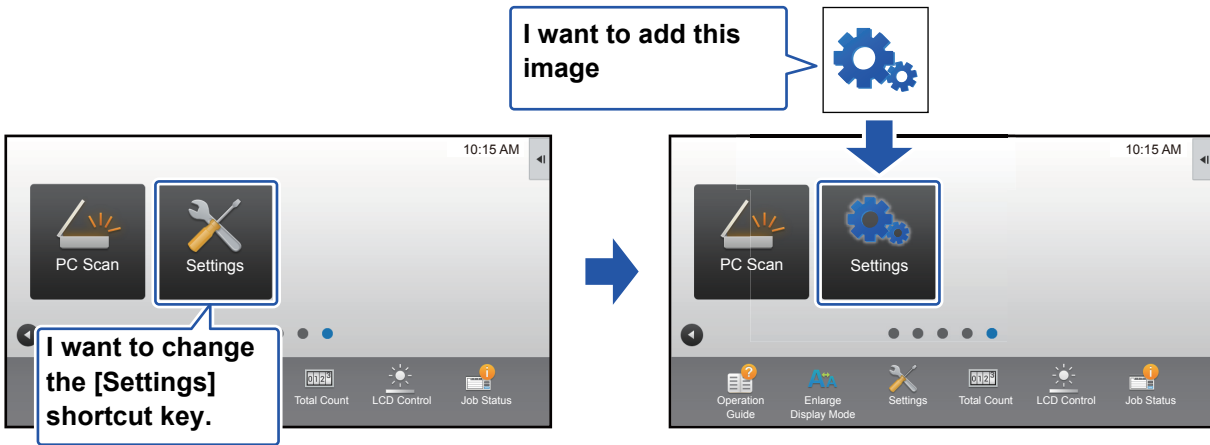 I want to add this
image
10:15 AM
PC Scan
Settings
I want to change
the [Settings]
shortcut key.
Total Count
LCD Control
Job Status
10:15 AM
PC Scan
Settings
Operation
Guide
Enlarge
Display Mode
Settings
Total Count
LCD Control
Job Status